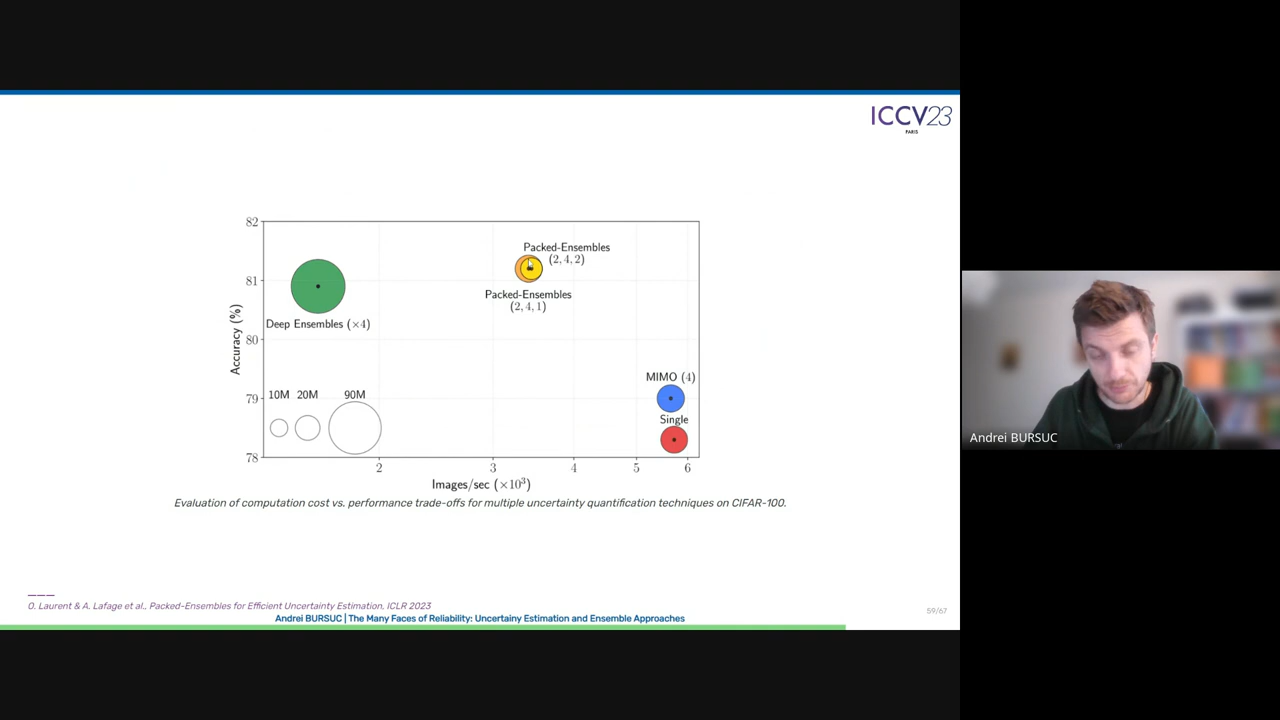 ICCV23
PARIS
82
81
80
79
78
Accuracy (%)
Packed-Ensembles
(2, 4, 2)
Packed-Ensembles
(2, 4, 1)
Deep Ensembles (×4)
10M 20M 90M
MIMO (4)
Single
2 3 4 5 6
Images/sec (×10³)
Evaluation of computation cost vs. performance trade-offs for multiple uncertainty quantification techniques on CIFAR-100.
O. Laurent & A. Lafage et al., Packed-Ensembles for Efficient Uncertainty Estimation, ICLR 2023
Andrei BURSUC | The Many Faces of Reliability: Uncertainy Estimation and Ensemble Approaches
59/67
Andrei BURSUC